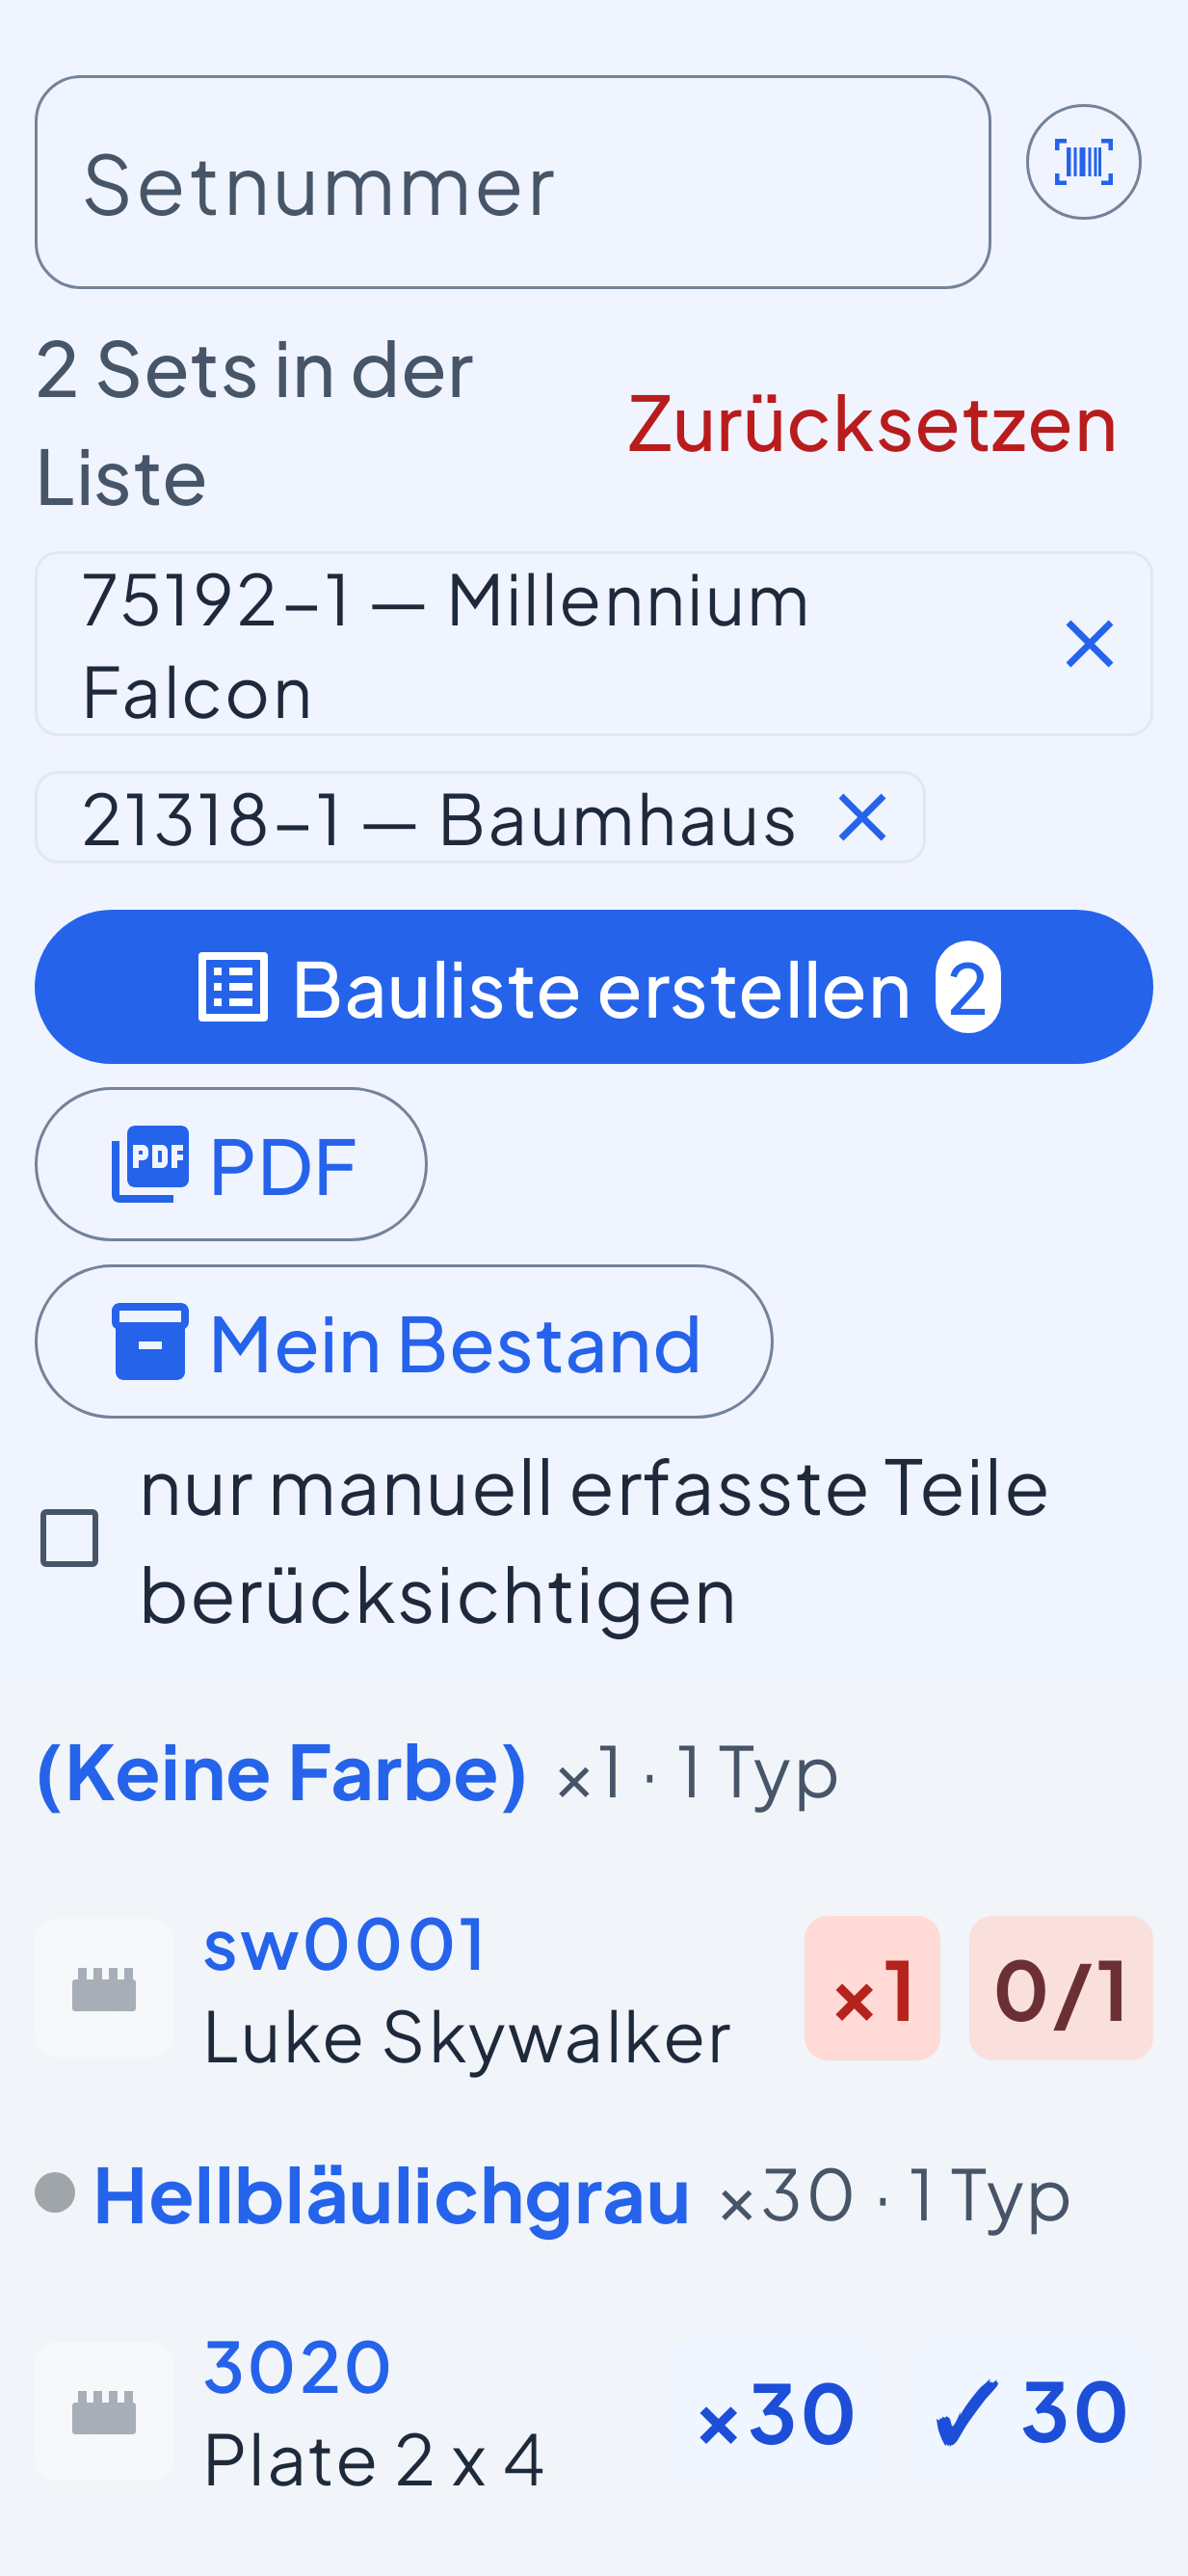 Setnummer
2 Sets in der
Liste
Zurücksetzen
75192-1 — Millennium
Falcon
21318-1 — Baumhaus
Bauliste erstellen 2
PDF PDF
Mein Bestand
nur manuell erfasste Teile
berücksichtigen
(Keine Farbe) ×1 · 1 Typ
sw0001
Luke Skywalker
×1 0/1
Hellbläulichgrau ×30 · 1 Typ
3020
Plate 2 x 4
×30 ✓ 30